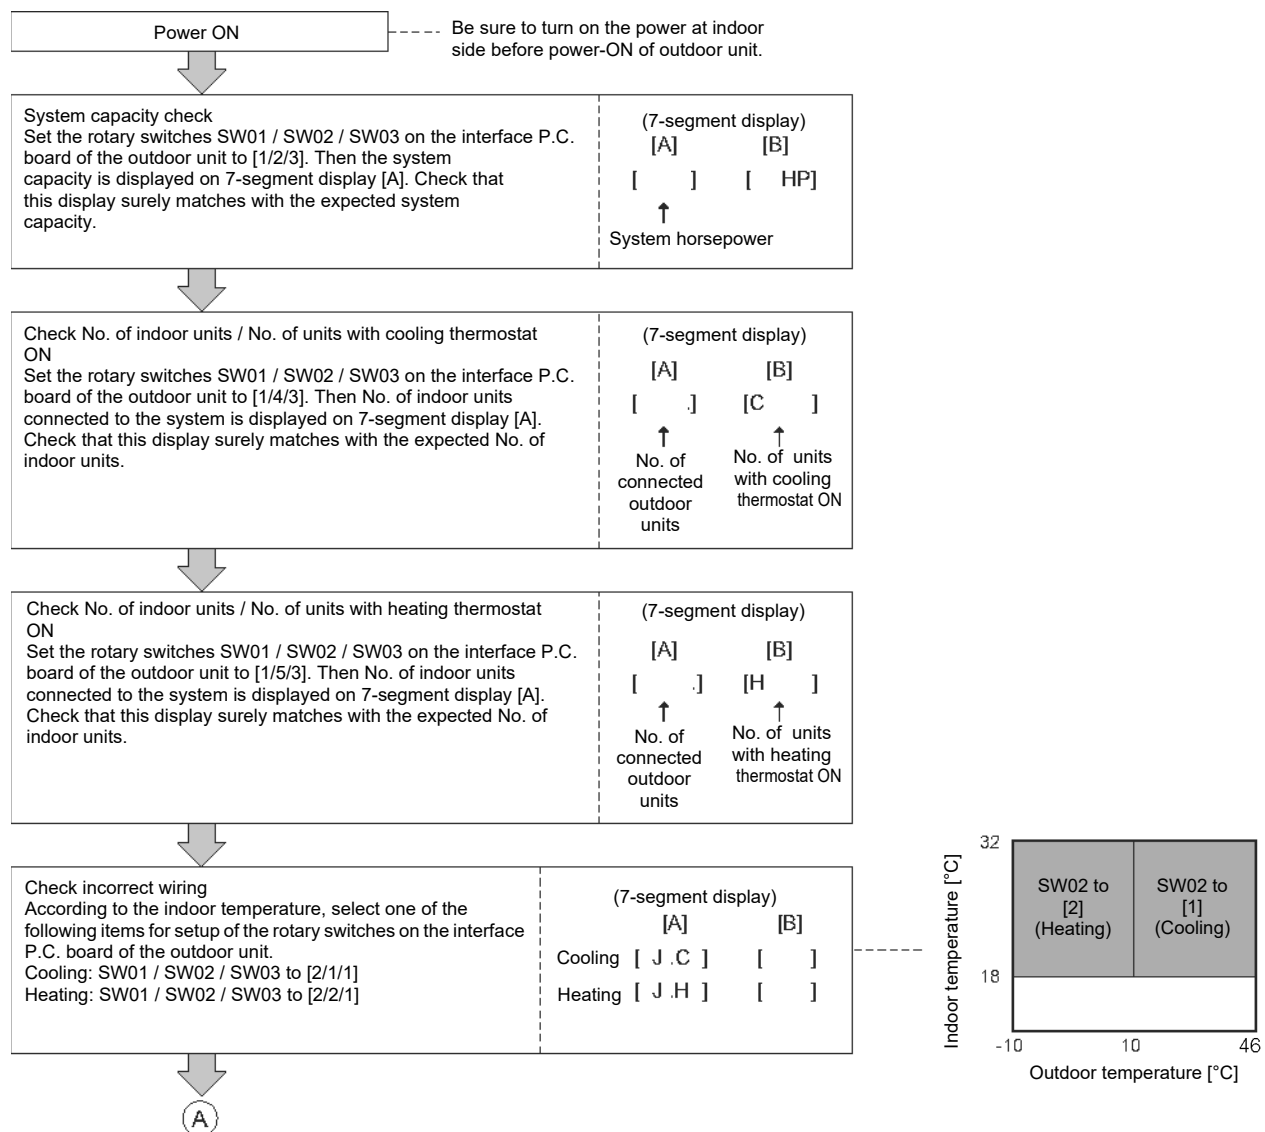 Power ON
Be sure to turn on the power at indoor
side before power-ON of outdoor unit.
System capacity check
Set the rotary switches SW01 / SW02 / SW03 on the interface P.C.
board of the outdoor unit to [1/2/3]. Then the system
capacity is displayed on 7-segment display [A]. Check that
this display surely matches with the expected system
capacity.
(7-segment display)
[A] [B]
[ ] [ HP]
System horsepower
Check No. of indoor units / No. of units with cooling thermostat
ON
Set the rotary switches SW01 / SW02 / SW03 on the interface P.C.
board of the outdoor unit to [1/4/3]. Then No. of indoor units
connected to the system is displayed on 7-segment display [A].
Check that this display surely matches with the expected No. of
indoor units.
(7-segment display)
[A] [B]
[ .] [C ]
No. of
connected
outdoor
units
No. of units
with cooling
thermostat ON
Check No. of indoor units / No. of units with heating thermostat
ON
Set the rotary switches SW01 / SW02 / SW03 on the interface P.C.
board of the outdoor unit to [1/5/3]. Then No. of indoor units
connected to the system is displayed on 7-segment display [A].
Check that this display surely matches with the expected No. of
indoor units.
(7-segment display)
[A] [B]
[ .] [H ]
No. of
connected
outdoor
units
No. of units
with heating
thermostat ON
Check incorrect wiring
According to the indoor temperature, select one of the
following items for setup of the rotary switches on the interface
P.C. board of the outdoor unit.
Cooling: SW01 / SW02 / SW03 to [2/1/1]
Heating: SW01 / SW02 / SW03 to [2/2/1]
(7-segment display)
[A] [B]
Cooling [ J .C ] [ ]
Heating [ J .H ] [ ]
A
Indoor temperature [°C]
32
18
SW02 to
[2]
(Heating)
SW02 to
[1]
(Cooling)
-10 10 46
Outdoor temperature [°C]